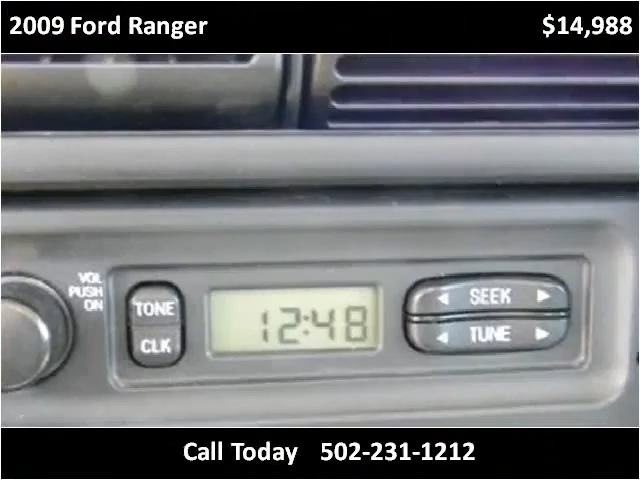 2009 Ford Ranger $14,988
VOL
PUSH
ON
TONE
CLK
12:48
SEEK
TUNE
Call Today 502-231-1212